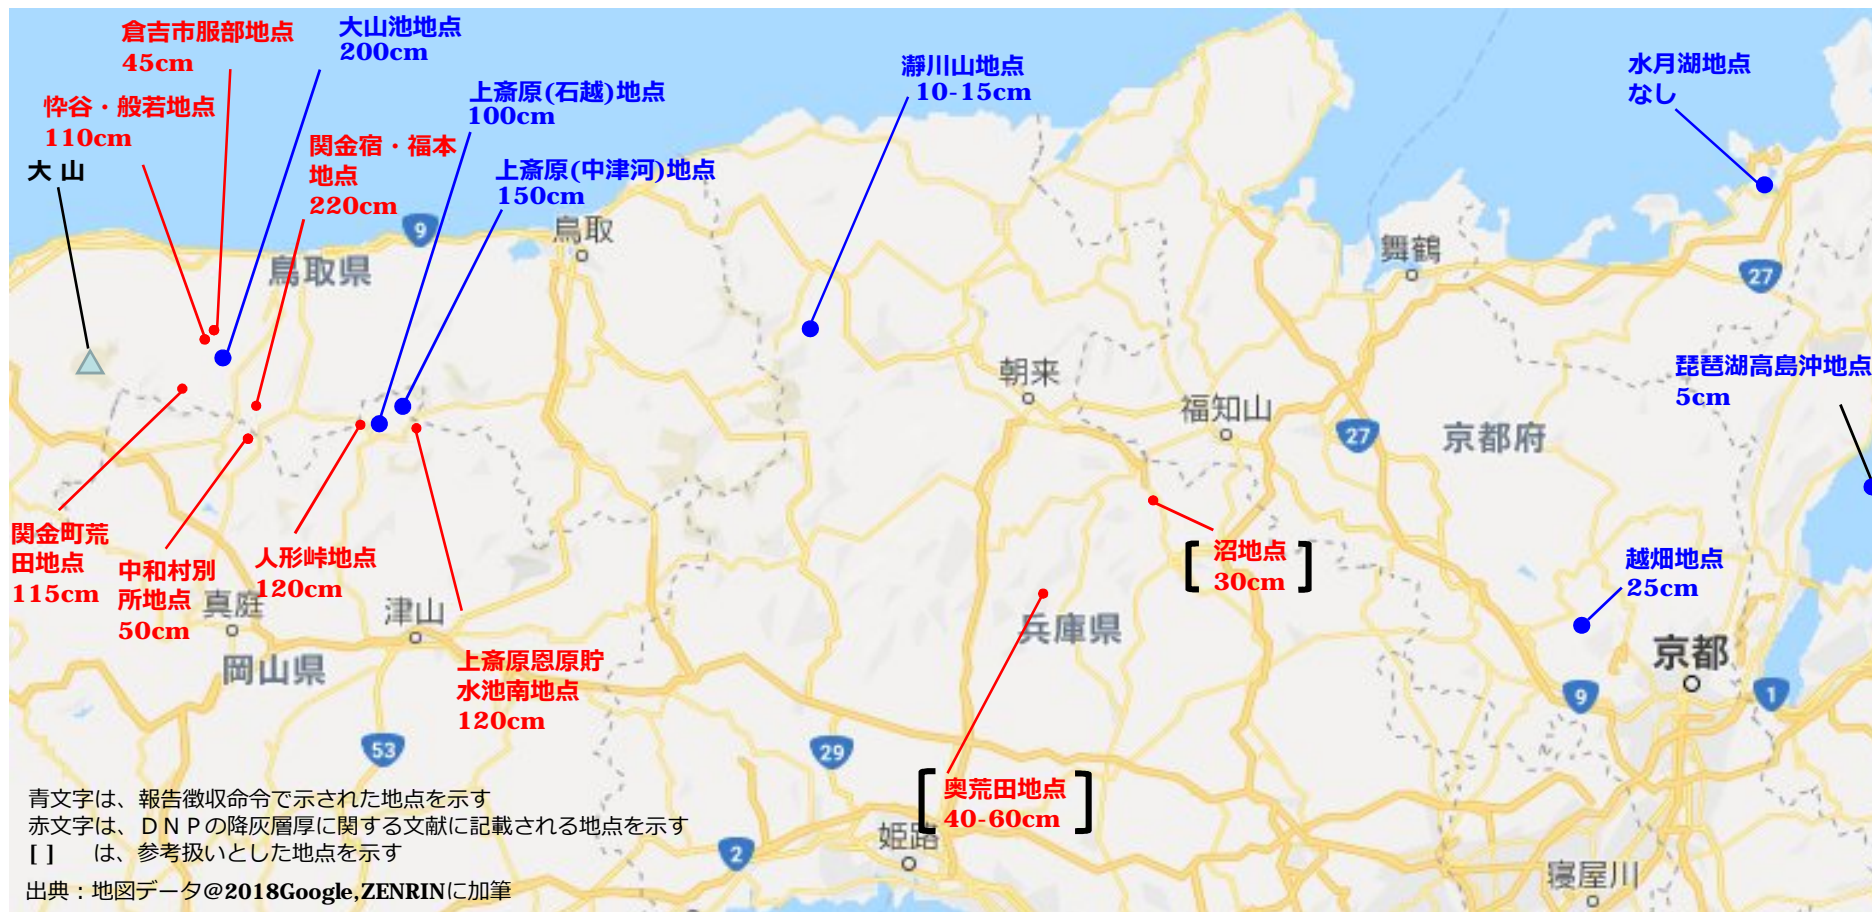 倉吉市服部地点
45cm
大山池地点
200cm
忰谷・般若地点
110cm
大 山
上斎原(石越)地点
100cm
関金宿・福本
地点
220cm
上斎原(中津河)地点
150cm
瀞川山地点
10-15cm
水月湖地点
なし
9
鳥取
鳥取県
舞鶴
27
朝来
福知山
27
京都府
琵琶湖高島沖地点
5cm
関金町荒
田地点
115cm
中和村別
所地点
50cm
人形峠地点
120cm
真庭
津山
岡山県
上斎原恩原貯
水池南地点
120cm
[沼地点
30cm]
兵庫県
越畑地点
25cm
京都
9
1
53
29
[奥荒田地点
40-60cm]
姫路
2
寝屋川
青文字は、報告徴収命令で示された地点を示す
赤文字は、DNPの降灰層厚に関する文献に記載される地点を示す
[ ] は、参考扱いとした地点を示す
出典：地図データ@2018Google,ZENRINに加筆